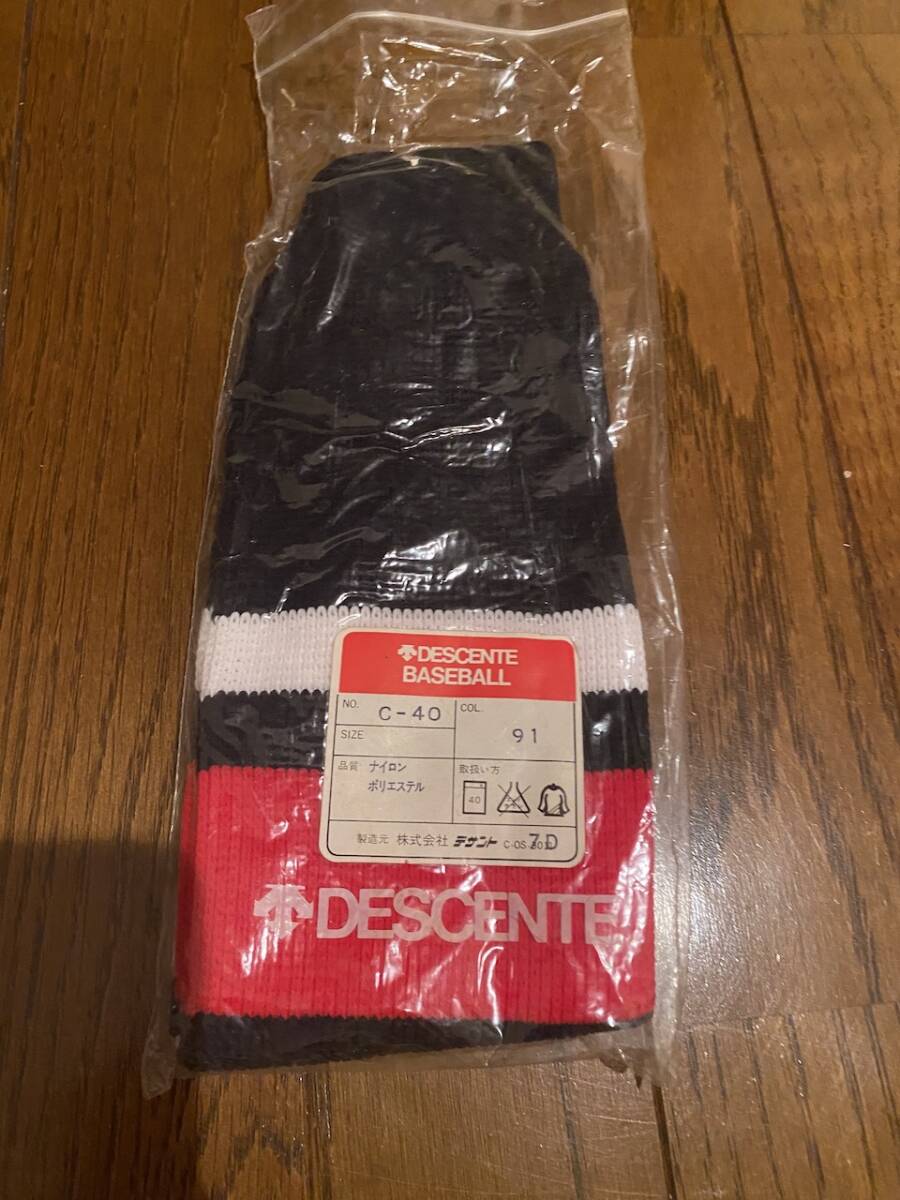 DESCENTE
BASEBALL
NO. C-40
COL. 91
SIZE
品質 ナイロン
ポリエステル
取扱い方
40
製造元 株式会社 デサント 7D
DESCENTE